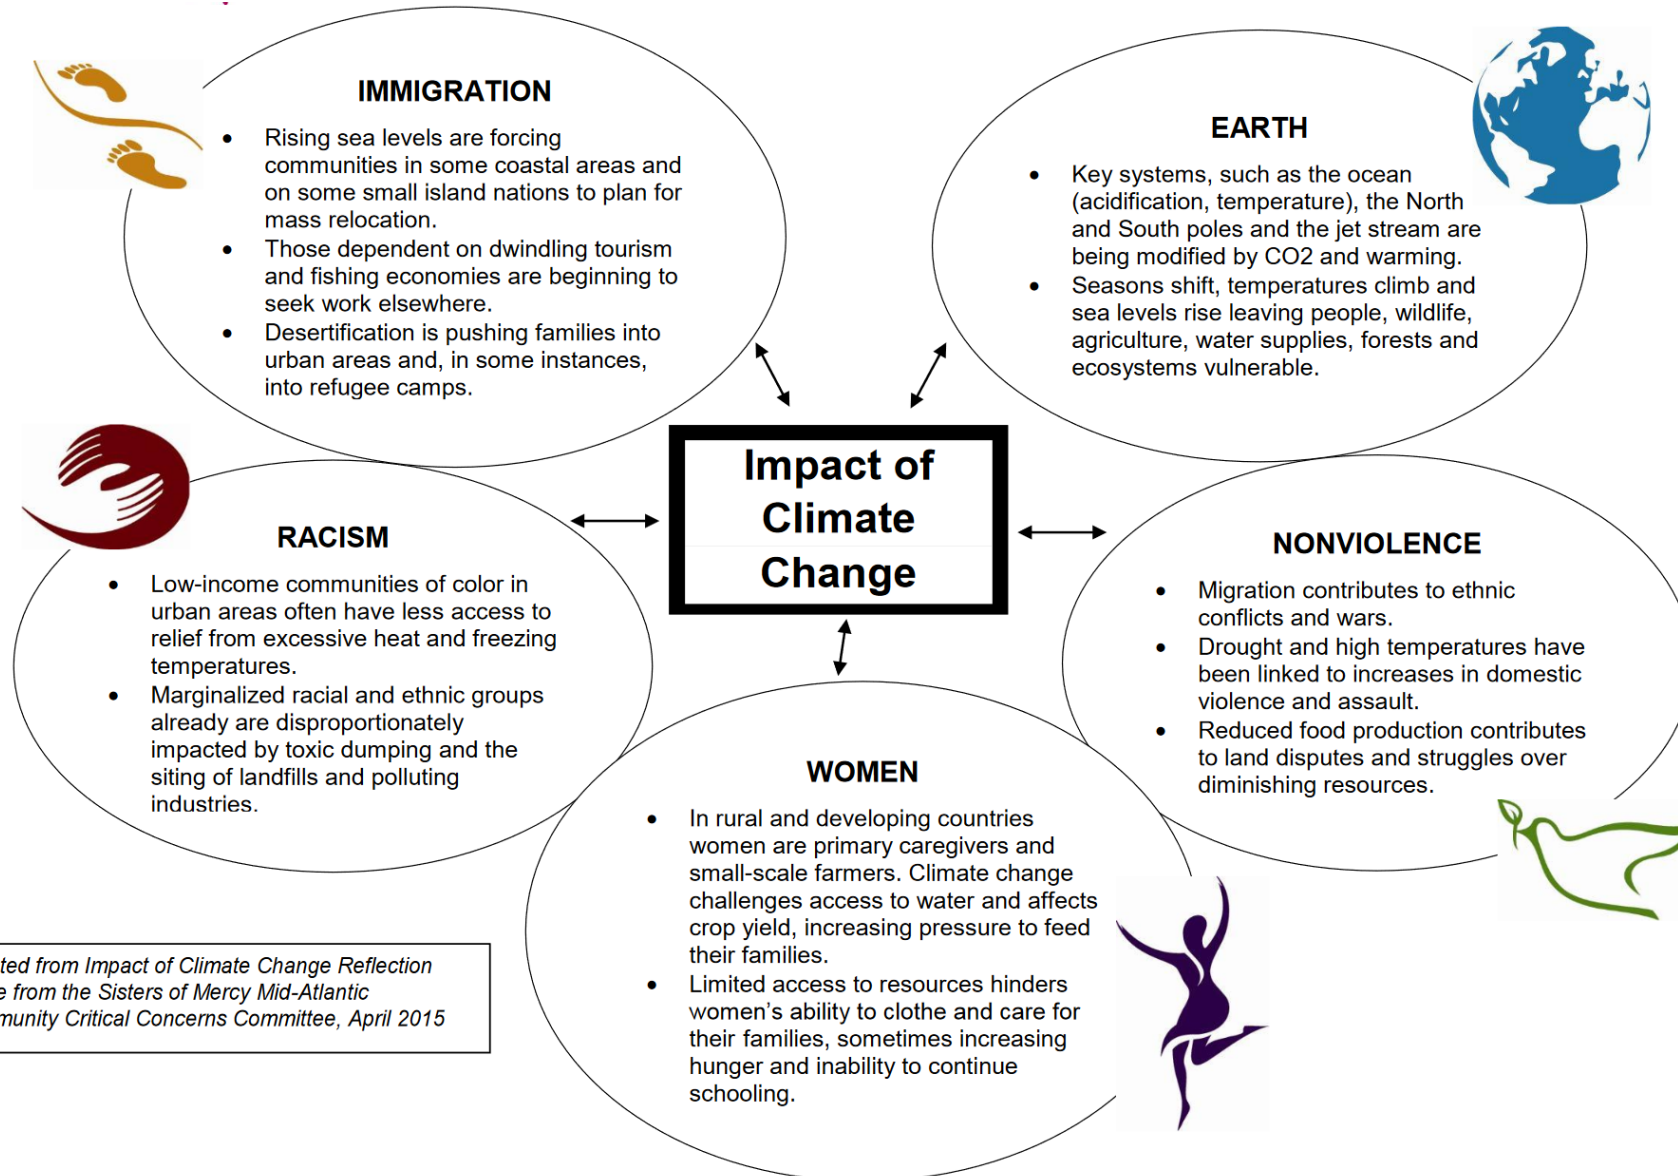 IMMIGRATION
• Rising sea levels are forcing
communities in some coastal areas and
on some small island nations to plan for
mass relocation.
• Those dependent on dwindling tourism
and fishing economies are beginning to
seek work elsewhere.
• Desertification is pushing families into
urban areas and, in some instances,
into refugee camps.
EARTH
• Key systems, such as the ocean
(acidification, temperature), the North
and South poles and the jet stream are
being modified by CO2 and warming.
• Seasons shift, temperatures climb and
sea levels rise leaving people, wildlife,
agriculture, water supplies, forests and
ecosystems vulnerable.
Impact of
Climate
Change
RACISM
• Low-income communities of color in
urban areas often have less access to
relief from excessive heat and freezing
temperatures.
• Marginalized racial and ethnic groups
already are disproportionately
impacted by toxic dumping and the
siting of landfills and polluting
industries.
NONVIOLENCE
• Migration contributes to ethnic
conflicts and wars.
• Drought and high temperatures have
been linked to increases in domestic
violence and assault.
• Reduced food production contributes
to land disputes and struggles over
diminishing resources.
WOMEN
• In rural and developing countries
women are primary caregivers and
small-scale farmers. Climate change
challenges access to water and affects
crop yield, increasing pressure to feed
their families.
• Limited access to resources hinders
women's ability to clothe and care for
their families, sometimes increasing
hunger and inability to continue
schooling.
ted from Impact of Climate Change Reflection
e from the Sisters of Mercy Mid-Atlantic
munity Critical Concerns Committee, April 2015